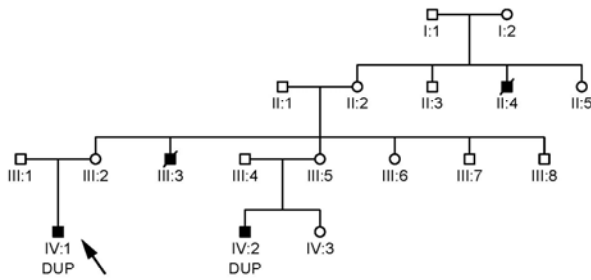 I:1 I:2
II:1 II:2 II:3 II:4 II:5
III:1 III:2 III:3 III:4 III:5 III:6 III:7 III:8
IV:1 IV:2 IV:3
DUP DUP